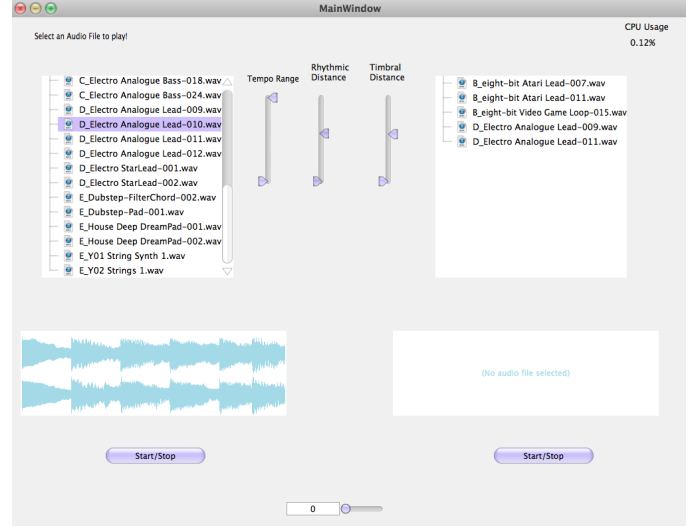 MainWindow
Select an Audio File to play!
CPU Usage
0.12%
C_Electro Analogue Bass-018.wav
C_Electro Analogue Bass-024.wav
D_Electro Analogue Lead-009.wav
D_Electro Analogue Lead-010.wav
D_Electro Analogue Lead-011.wav
D_Electro Analogue Lead-012.wav
D_Electro StarLead-001.wav
D_Electro StarLead-002.wav
E_Dubstep-FilterChord-002.wav
E_Dubstep-Pad-001.wav
E_House Deep DreamPad-001.wav
E_House Deep DreamPad-002.wav
E_Y01 String Synth 1.wav
E_Y02 Strings 1.wav
Tempo Range
Rhythmic
Distance
Timbral
Distance
B_eight-bit Atari Lead-007.wav
B_eight-bit Atari Lead-011.wav
B_eight-bit Video Game Loop-015.wav
D_Electro Analogue Lead-009.wav
D_Electro Analogue Lead-011.wav
(No audio file selected)
Start/Stop
Start/Stop
0